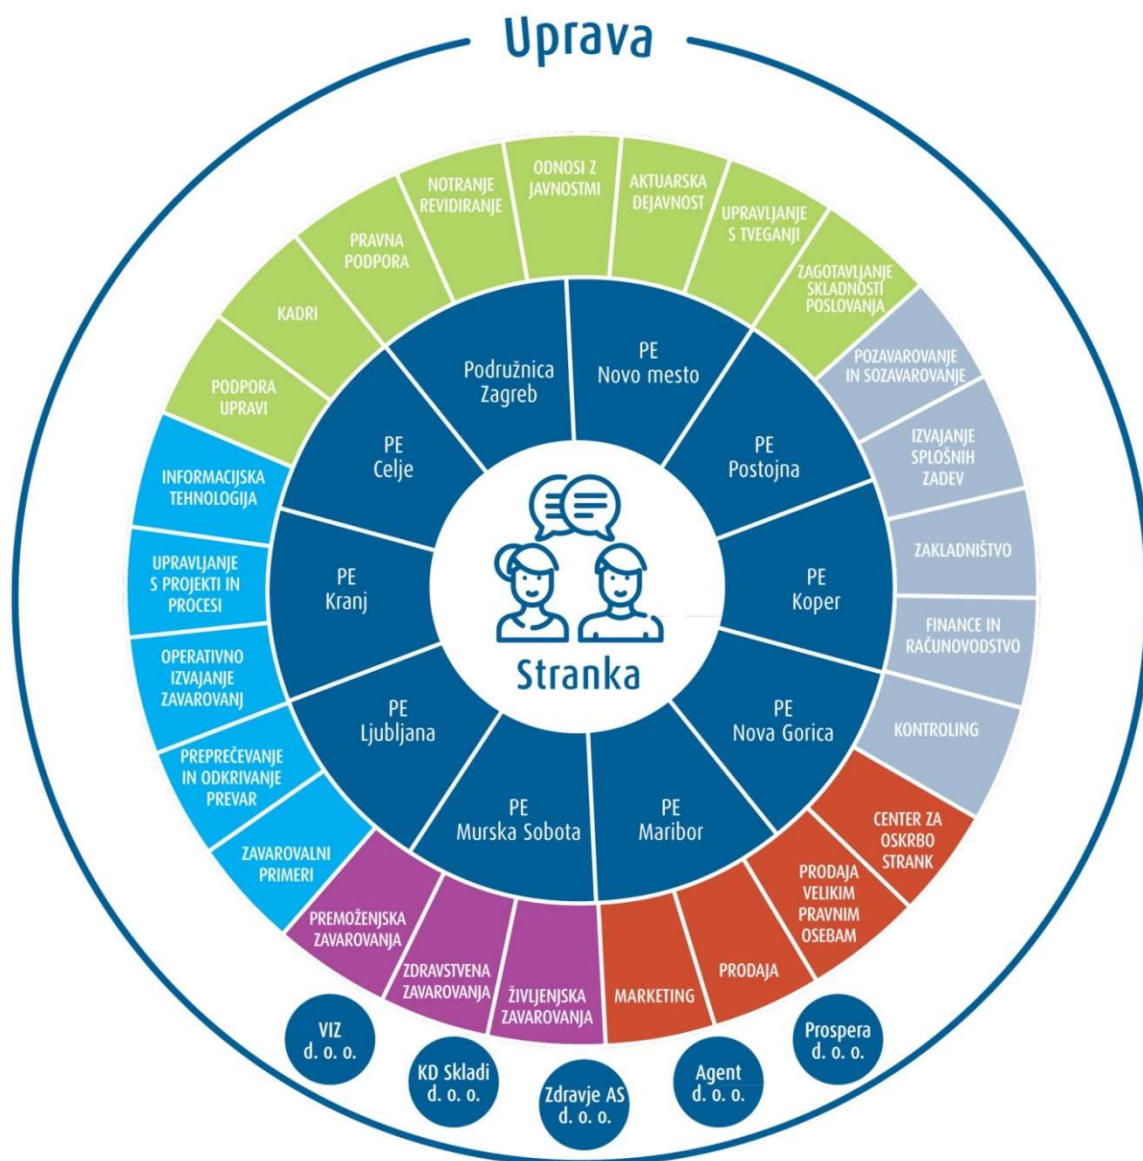 Uprava
ODNOSI Z
JAVNOSTMI
AKTUARSKA
DEJAVNOST
UPRAVLJANJE
S TVEGANJI
ZAGOTAVLJANJE
SKLADNOSTI
POSLOVANJA
POZAVAROVANJE
IN SOZAVAROVANJE
IZVAJANJE
SPLOŠNIH
ZADEV
ZAKLADNIŠTVO
FINANCE IN
RAČUNOVODSTVO
KONTROLING
CENTER ZA
OSKRBO
STRANK
PRODAJA
VELIKIM
PRAVNIM
OSEBAM
PRODAJA
MARKETING
ŽIVLJENJSKA
ZAVAROVANJA
ZDRAVSTVENA
ZAVAROVANJA
PREMOŽENJSKA
ZAVAROVANJA
ZAVAROVALNI
PRIMERI
PREPREČEVANJE
IN ODKRIVANJE
PREVAR
OPERATIVNO
IZVAJANJE
ZAVAROVANJ
UPRAVLJANJE
S PROJEKTI IN
PROCESI
INFORMACIJSKA
TEHNOLOGIJA
PODPORA
UPRAVI
KADRI
PRAVNA
PODPORA
NOTRANJE
REVIDIRANJE
Podružnica
Zagreb
PE
Novo mesto
PE
Postojna
PE
Koper
PE
Nova Gorica
PE
Maribor
PE
Murska Sobota
PE
Ljubljana
PE
Kranj
PE
Celje
Stranka
VIZ
d. o. o.
KD Skladi
d. o. o.
Zdravje AS
d. o. o.
Agent
d. o. o.
Prospera
d. o. o.